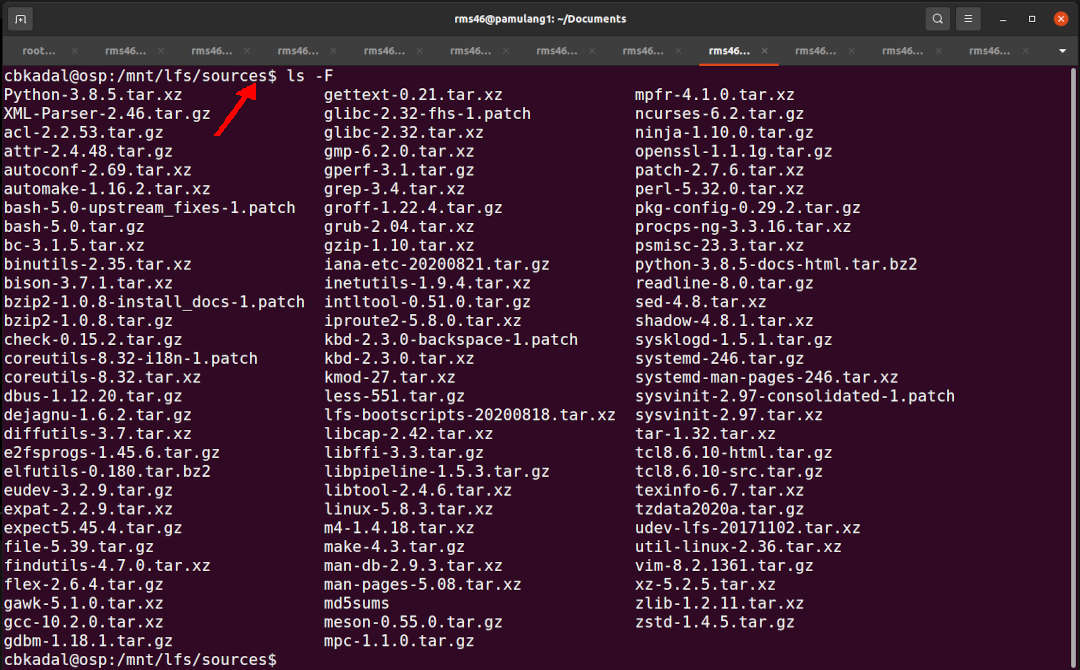 rms46@pamulang1: ~/Documents
root... rms46... rms46... rms46... rms46... rms46... rms46... rms46... rms46... rms46... rms46... rms46...
cbkadal@osp:/mnt/lfs/sources$ ls -F
Python-3.8.5.tar.xz gettext-0.21.tar.xz mpfr-4.1.0.tar.xz
XML-Parser-2.46.tar.gz glibc-2.32-fhs-1.patch ncurses-6.2.tar.gz
acl-2.2.53.tar.gz glibc-2.32.tar.xz ninja-1.10.0.tar.gz
attr-2.4.48.tar.gz gmp-6.2.0.tar.xz openssl-1.1.1g.tar.gz
autoconf-2.69.tar.xz gperf-3.1.tar.gz patch-2.7.6.tar.xz
automake-1.16.2.tar.xz grep-3.4.tar.xz perl-5.32.0.tar.xz
bash-5.0-upstream_fixes-1.patch groff-1.22.4.tar.gz pkg-config-0.29.2.tar.gz
bash-5.0.tar.gz grub-2.04.tar.xz procps-ng-3.3.16.tar.xz
bc-3.1.5.tar.xz gzip-1.10.tar.xz psmisc-23.3.tar.xz
binutils-2.35.tar.xz iana-etc-20200821.tar.gz python-3.8.5-docs-html.tar.bz2
bison-3.7.1.tar.xz inetutils-1.9.4.tar.xz readline-8.0.tar.gz
bzip2-1.0.8-install_docs-1.patch intltool-0.51.0.tar.gz sed-4.8.tar.xz
bzip2-1.0.8.tar.gz iproute2-5.8.0.tar.xz shadow-4.8.1.tar.xz
check-0.15.2.tar.gz kbd-2.3.0-backspace-1.patch sysklogd-1.5.1.tar.gz
coreutils-8.32-i18n-1.patch kbd-2.3.0.tar.xz systemd-246.tar.gz
coreutils-8.32.tar.xz kmod-27.tar.xz systemd-man-pages-246.tar.xz
dbus-1.12.20.tar.gz less-551.tar.gz sysvinit-2.97-consolidated-1.patch
dejagnu-1.6.2.tar.gz lfs-bootscripts-20200818.tar.xz sysvinit-2.97.tar.xz
diffutils-3.7.tar.xz libcap-2.42.tar.xz tar-1.32.tar.xz
e2fsprogs-1.45.6.tar.gz libffi-3.3.tar.gz tcl8.6.10-html.tar.gz
elfutils-0.180.tar.bz2 libpipeline-1.5.3.tar.gz tcl8.6.10-src.tar.gz
eudev-3.2.9.tar.gz libtool-2.4.6.tar.xz texinfo-6.7.tar.xz
expat-2.2.9.tar.xz linux-5.8.3.tar.xz tzdata2020a.tar.gz
expect5.45.4.tar.gz m4-1.4.18.tar.xz udev-lfs-20171102.tar.xz
file-5.39.tar.gz make-4.3.tar.gz util-linux-2.36.tar.xz
findutils-4.7.0.tar.xz man-db-2.9.3.tar.xz vim-8.2.1361.tar.gz
flex-2.6.4.tar.gz man-pages-5.08.tar.xz xz-5.2.5.tar.xz
gawk-5.1.0.tar.xz md5sums zlib-1.2.11.tar.xz
gcc-10.2.0.tar.xz meson-0.55.0.tar.gz zstd-1.4.5.tar.gz
gdbm-1.18.1.tar.gz mpc-1.1.0.tar.gz
cbkadal@osp:/mnt/lfs/sources$